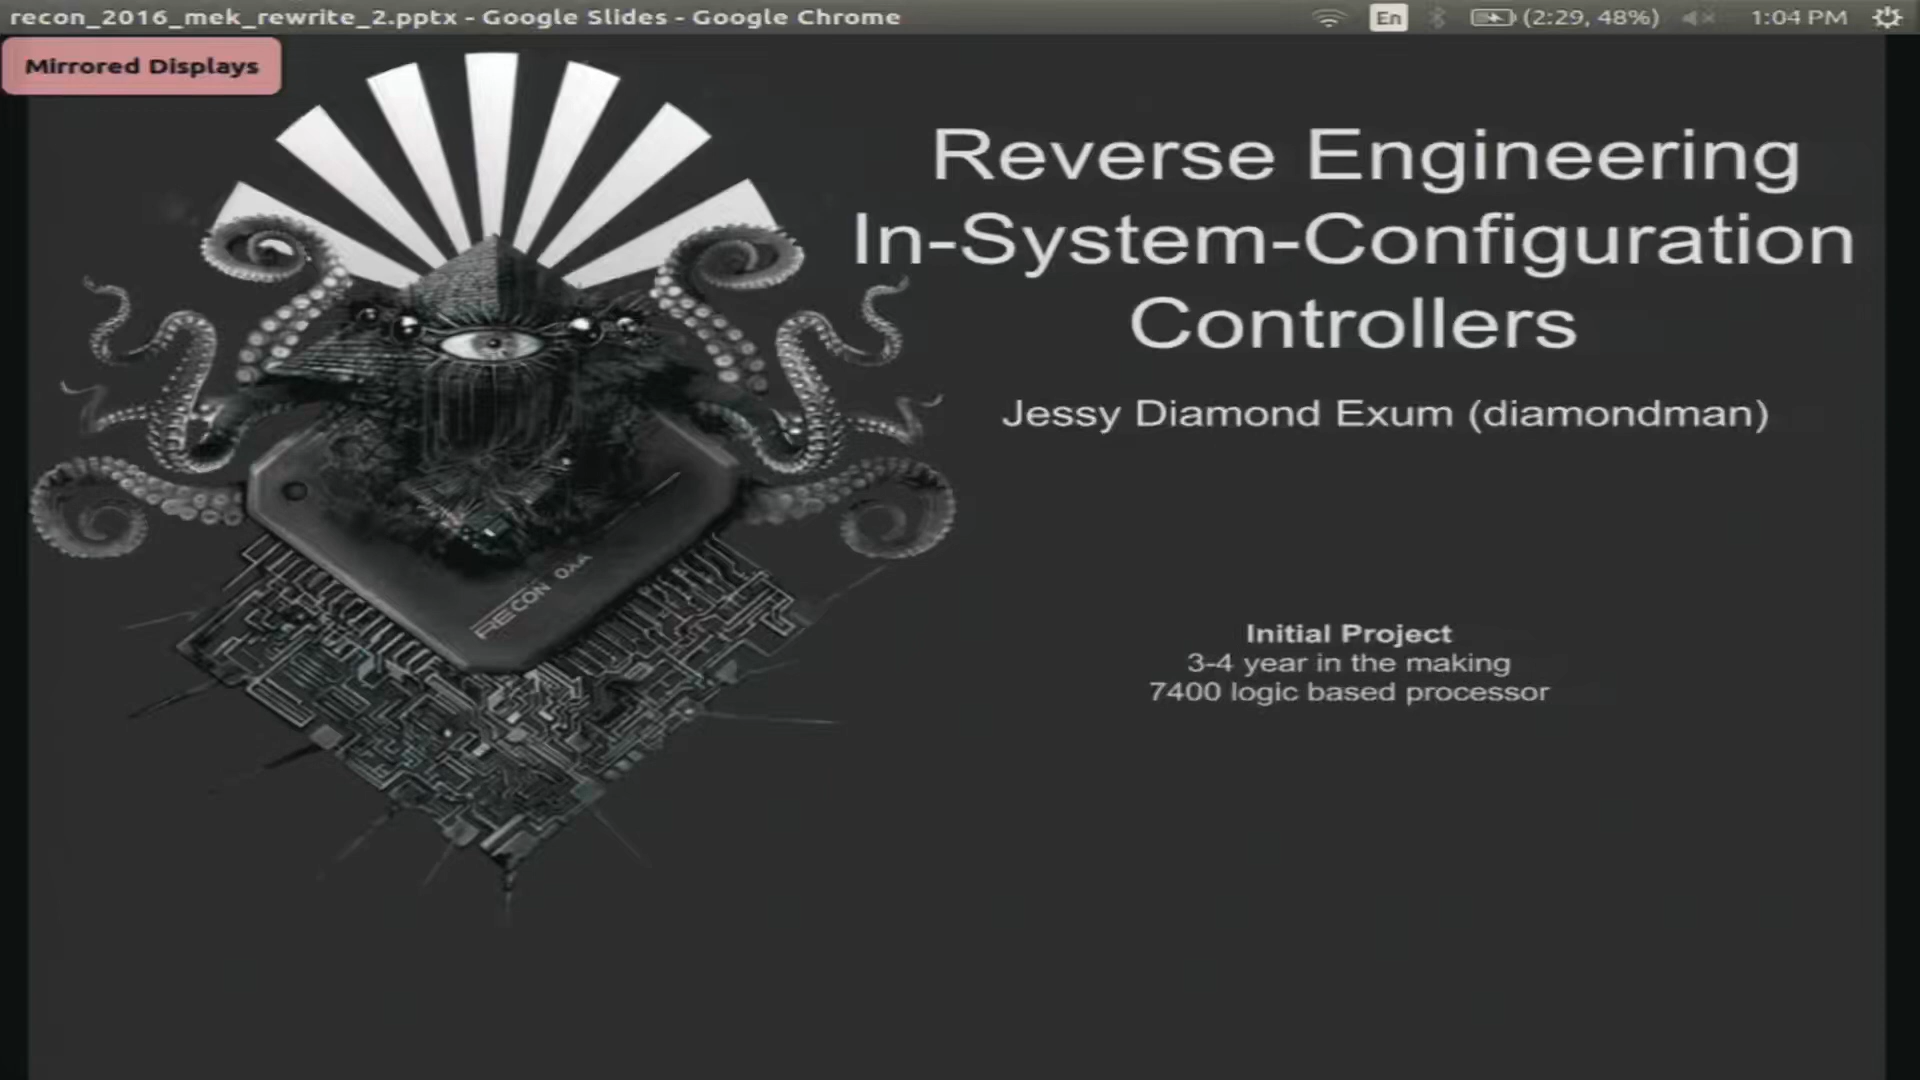 recon_2016_mek_rewrite_2.pptx - Google Slides - Google Chrome
En
(2:29, 48%)
1:04 PM
Mirrored Displays
Reverse Engineering
In-System-Configuration
Controllers
Jessy Diamond Exum (diamondman)
RECON 0xA
Initial Project
3-4 year in the making
7400 logic based processor